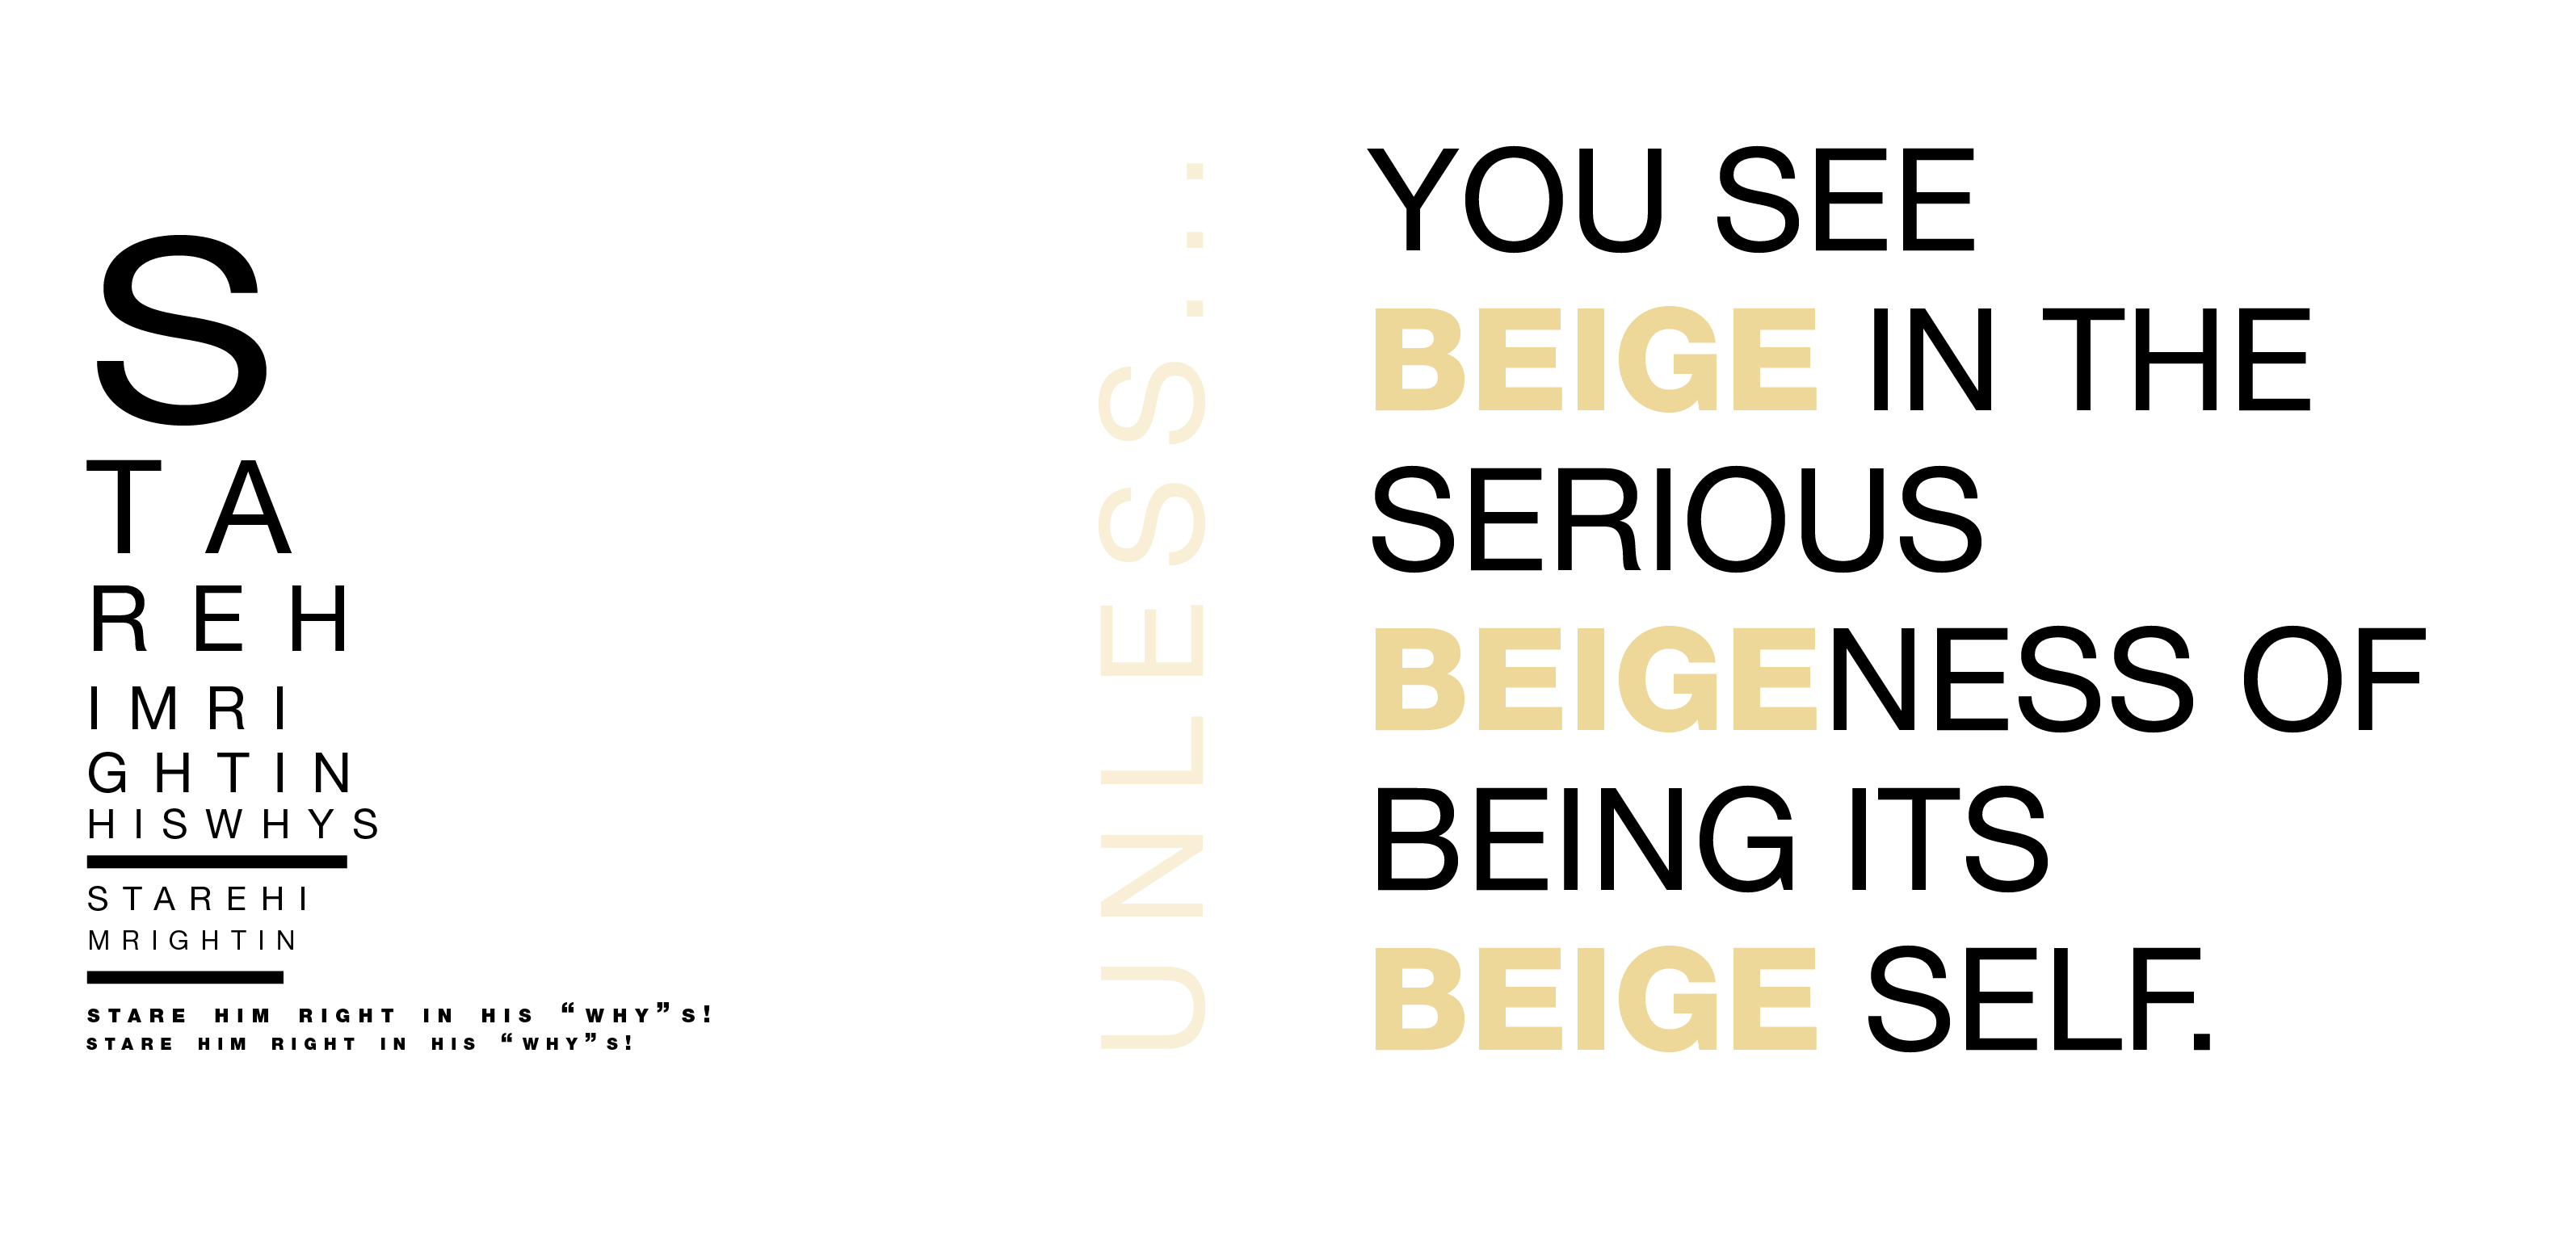 S
T A
R E H
I M R I
G H T I N
H I S W H Y S
S T A R E H I
M R I G H T I N
STARE HIM RIGHT IN HIS “WHY”S!
STARE HIM RIGHT IN HIS “WHY”S!
UNLESS...
YOU SEE
BEIGE IN THE
SERIOUS
BEIGENESS OF
BEING ITS
BEIGE SELF.